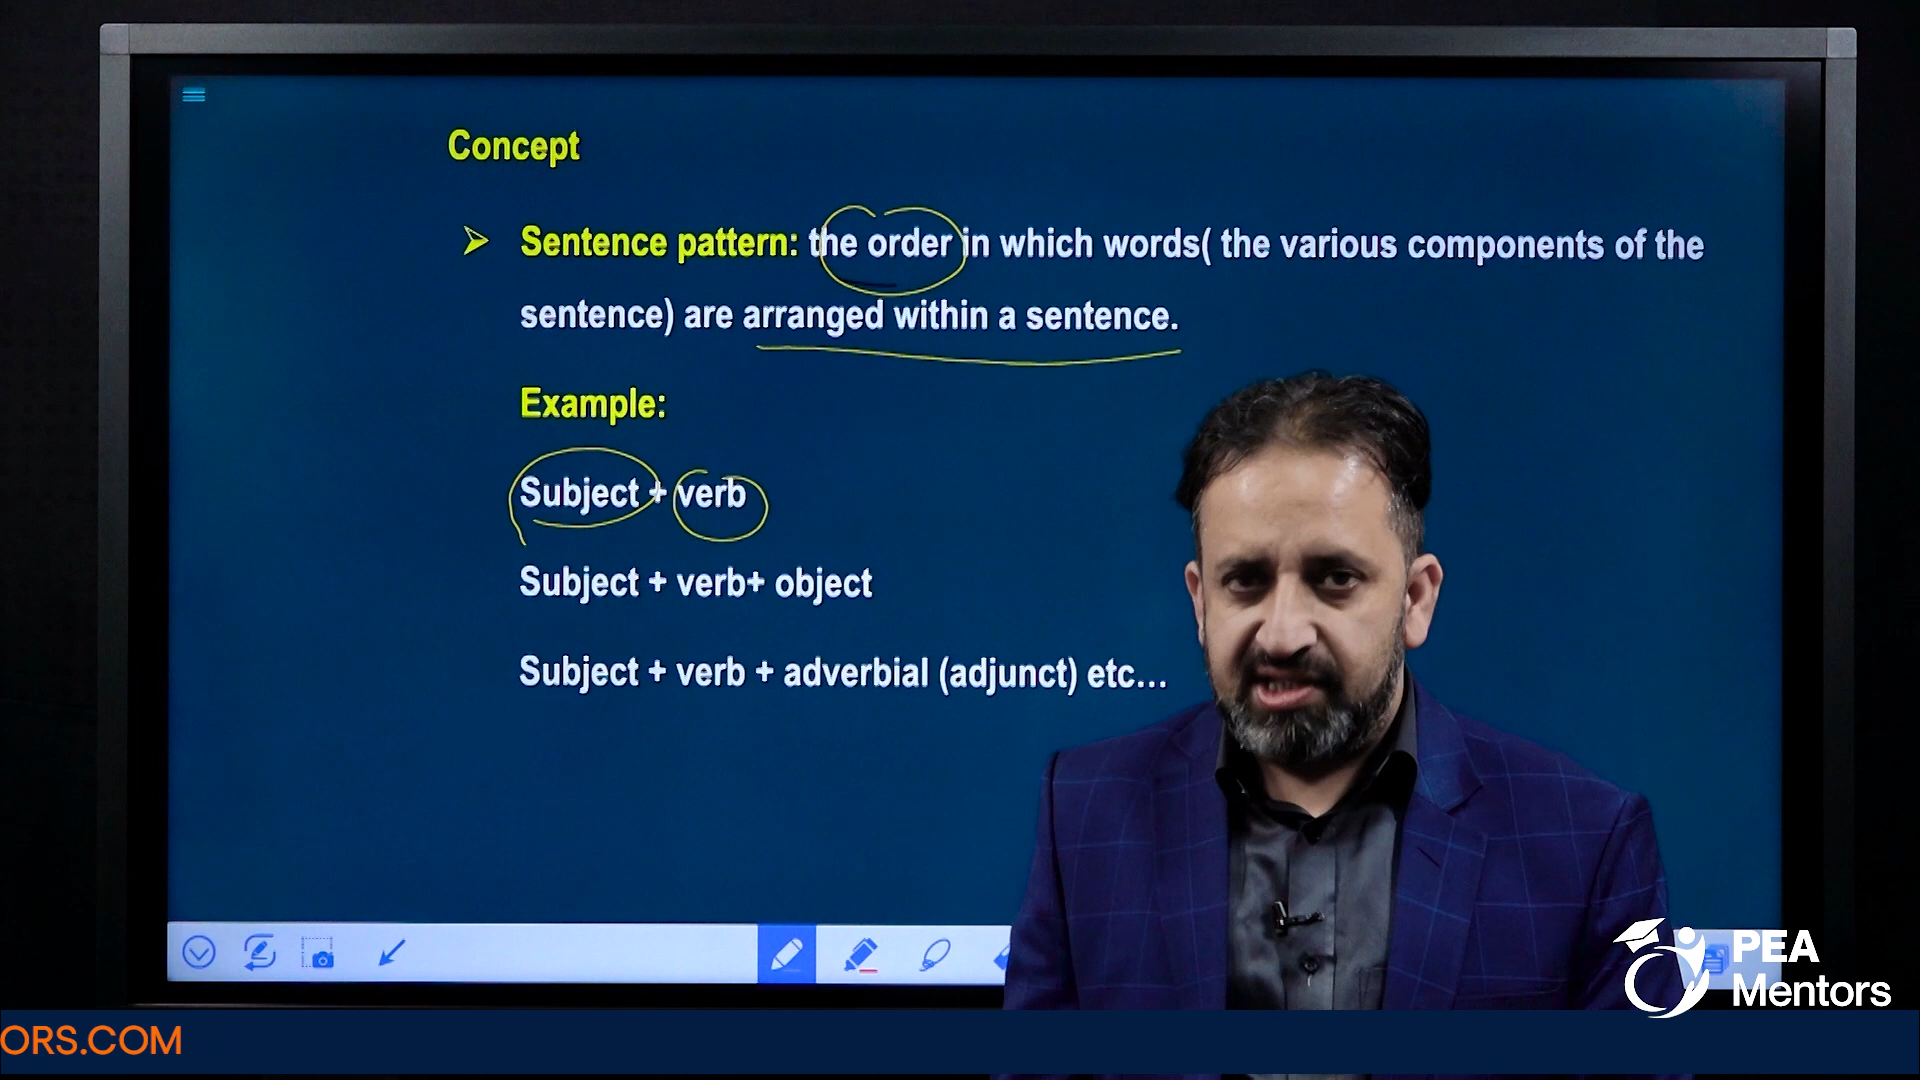 Concept
➢ Sentence pattern: the order in which words( the various components of the
sentence) are arranged within a sentence.
Example:
Subject + verb
Subject + verb+ object
Subject + verb + adverbial (adjunct) etc...
PEA
Mentors
ORS.COM